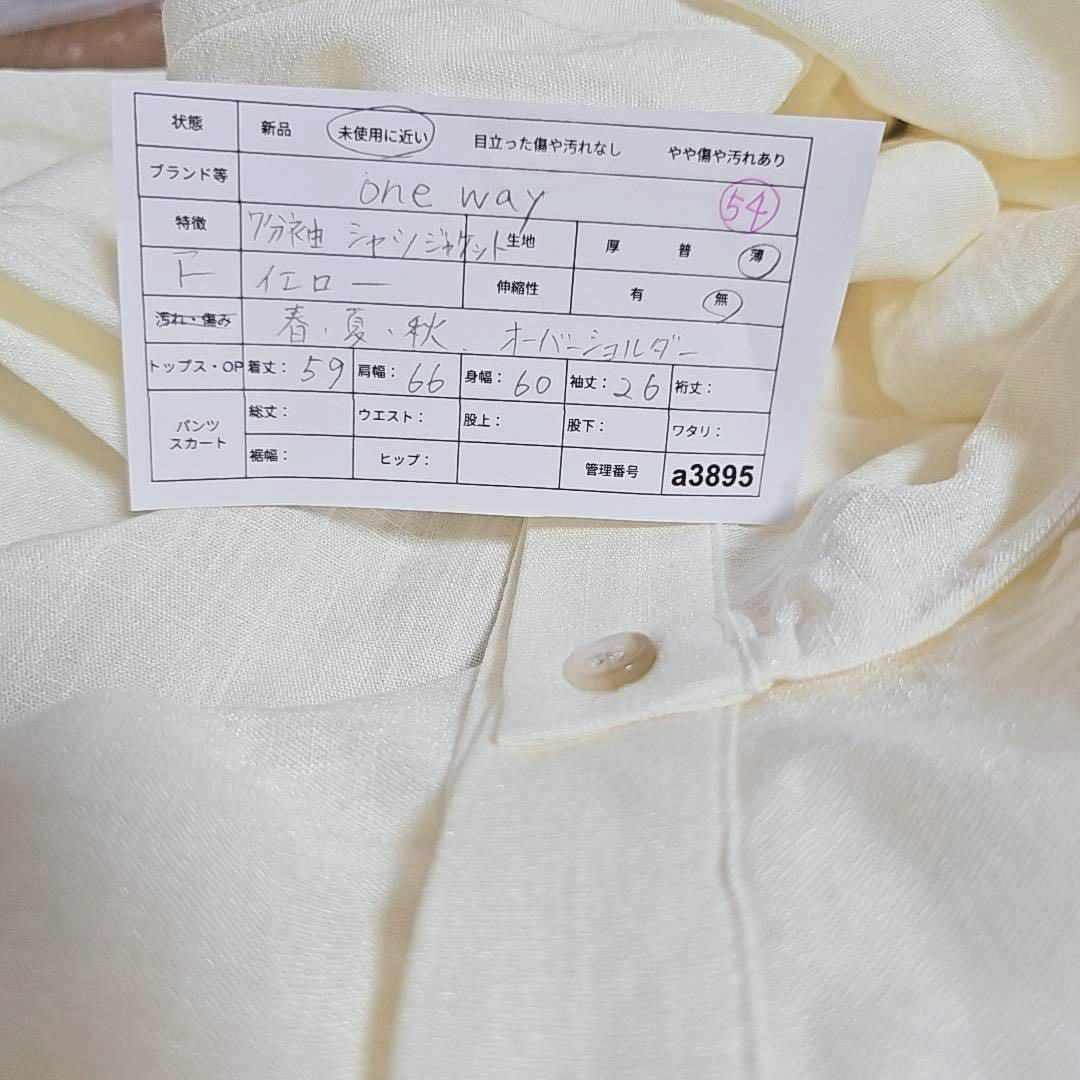 状態 新品 未使用に近い 目立った傷や汚れなし やや傷や汚れあり
ブランド等 one way 54
特徴 7分袖 シャツジャケット 生地 厚 普 薄
イエロー 伸縮性 有 無
汚れ・傷み 春、夏、秋、オーバーショルダー
トップス・OP 着丈: 59 肩幅: 66 身幅: 60 袖丈: 26 裄丈:
パンツ スカート 総丈: ウエスト: 股上: 股下: ワタリ:
裾幅: ヒップ: 管理番号 a3895